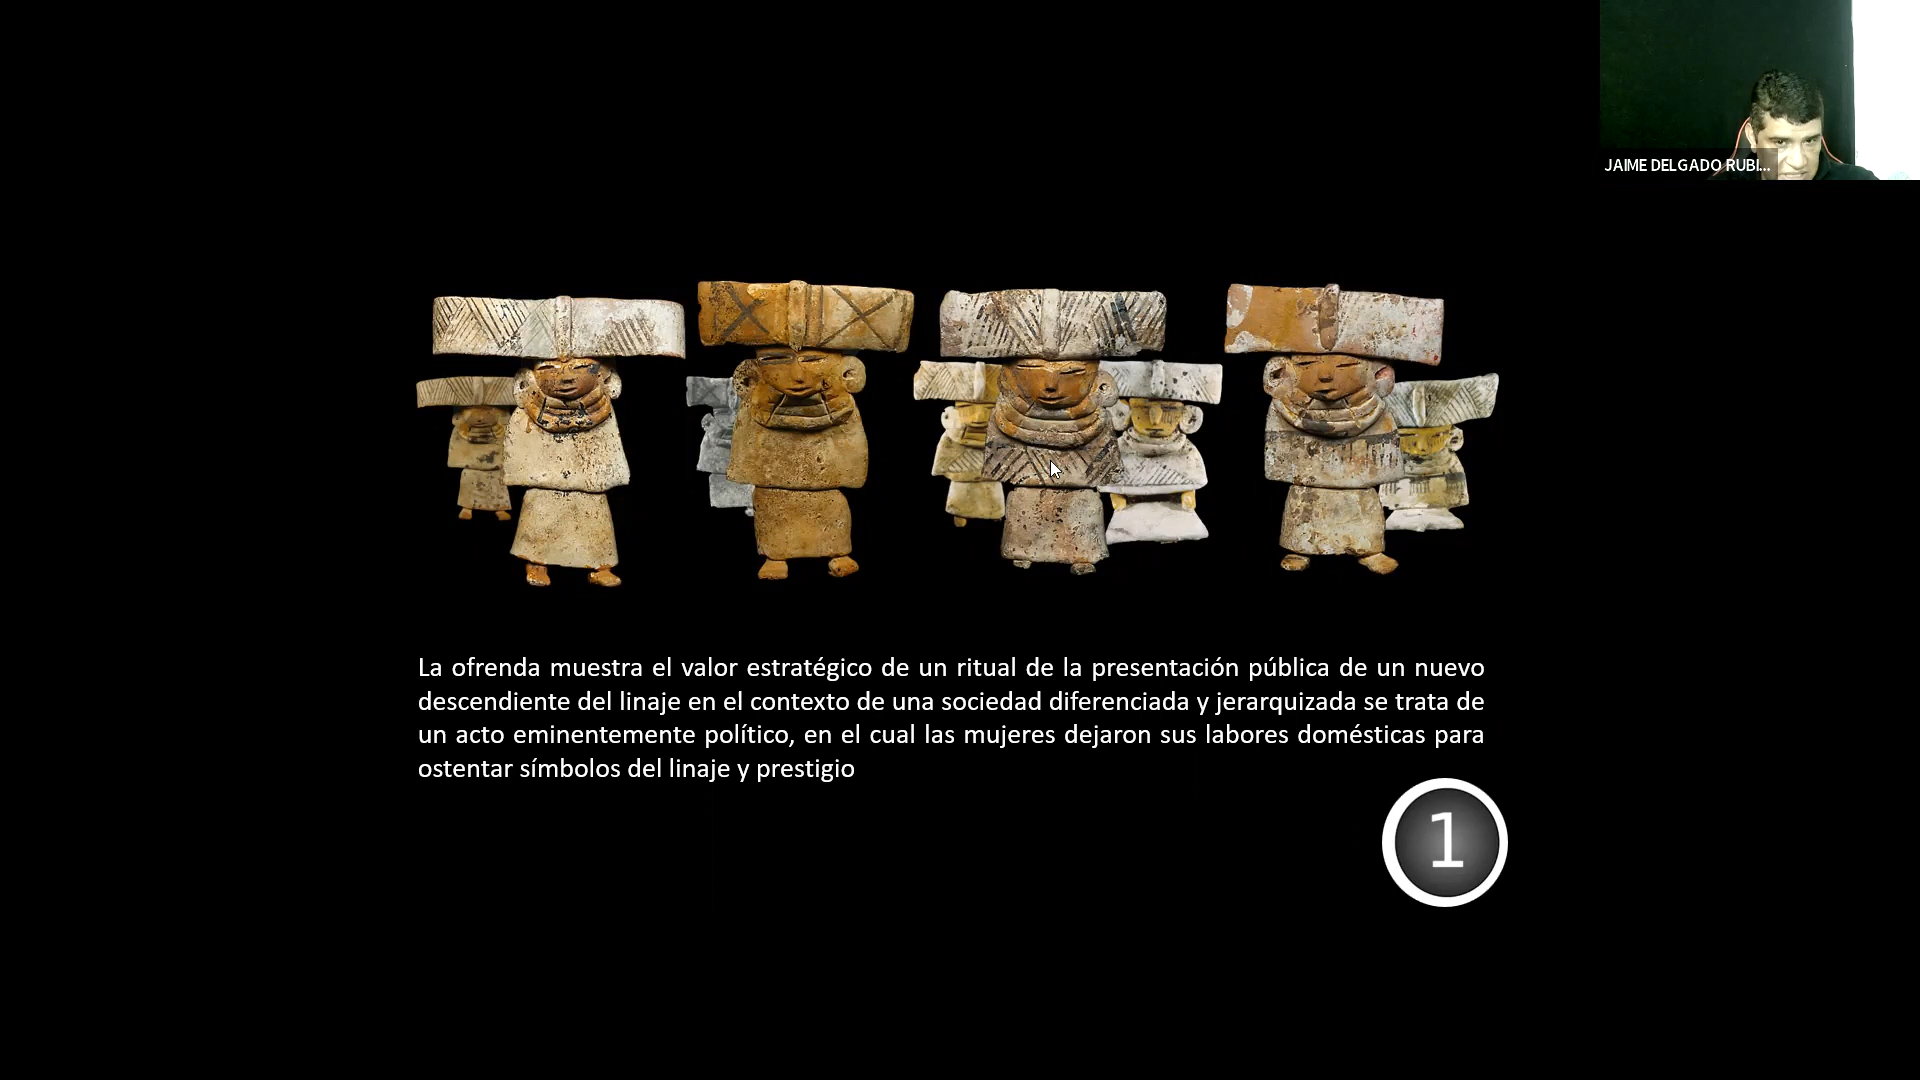 JAIME DELGADO RUBI...
La ofrenda muestra el valor estratégico de un ritual de la presentación pública de un nuevo
descendiente del linaje en el contexto de una sociedad diferenciada y jerarquizada se trata de
un acto eminentemente político, en el cual las mujeres dejaron sus labores domésticas para
ostentar símbolos del linaje y prestigio
1